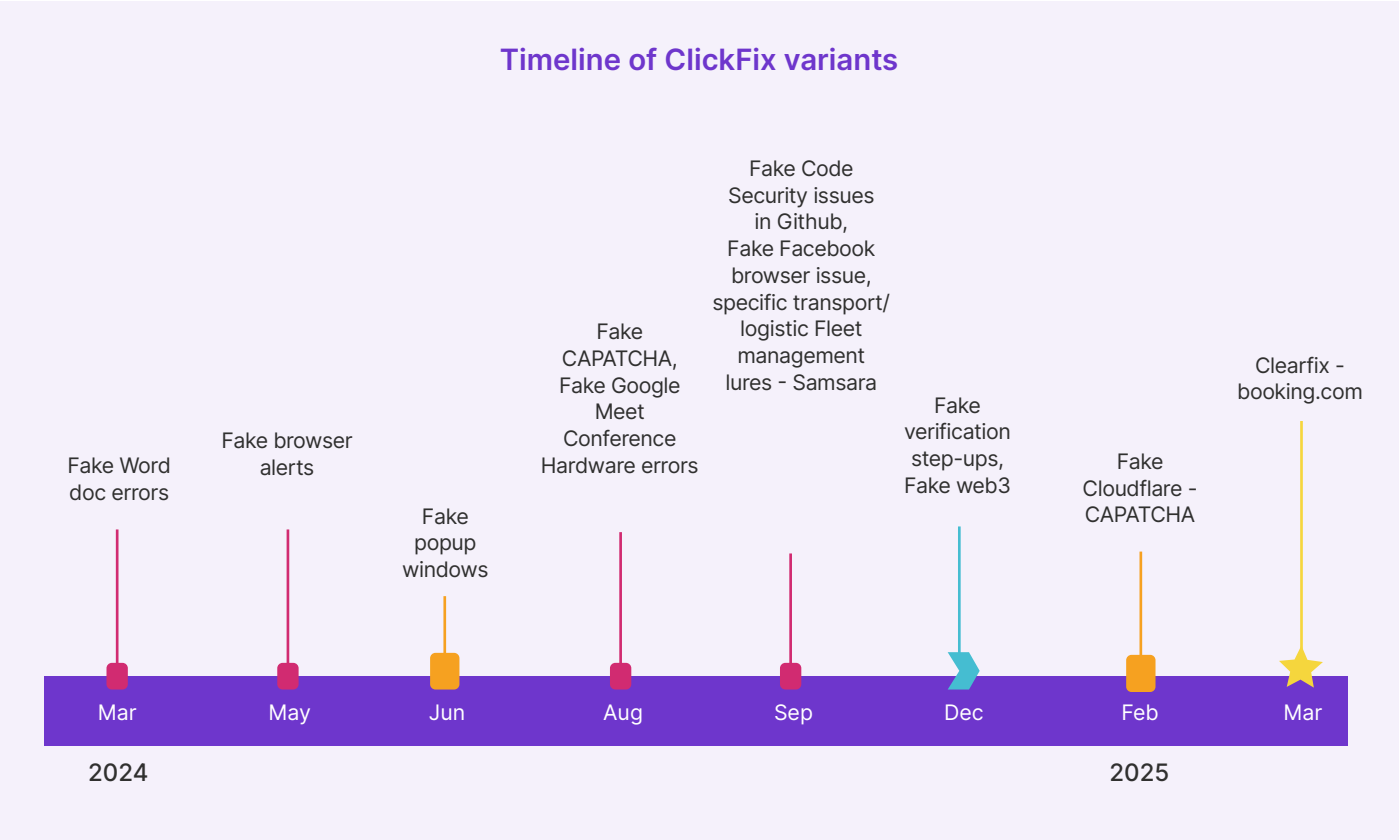 Timeline of ClickFix variants
Fake Word
doc errors
Fake browser
alerts
Fake
popup
windows
Fake
CAPATCHA,
Fake Google
Meet
Conference
Hardware errors
Fake Code
Security issues
in Github,
Fake Facebook
browser issue,
specific transport/
logistic Fleet
management
lures - Samsara
Fake
verification
step-ups,
Fake web3
Fake
Cloudflare -
CAPATCHA
Clearfix -
booking.com
Mar
May
Jun
Aug
Sep
Dec
Feb
Mar
2024
2025